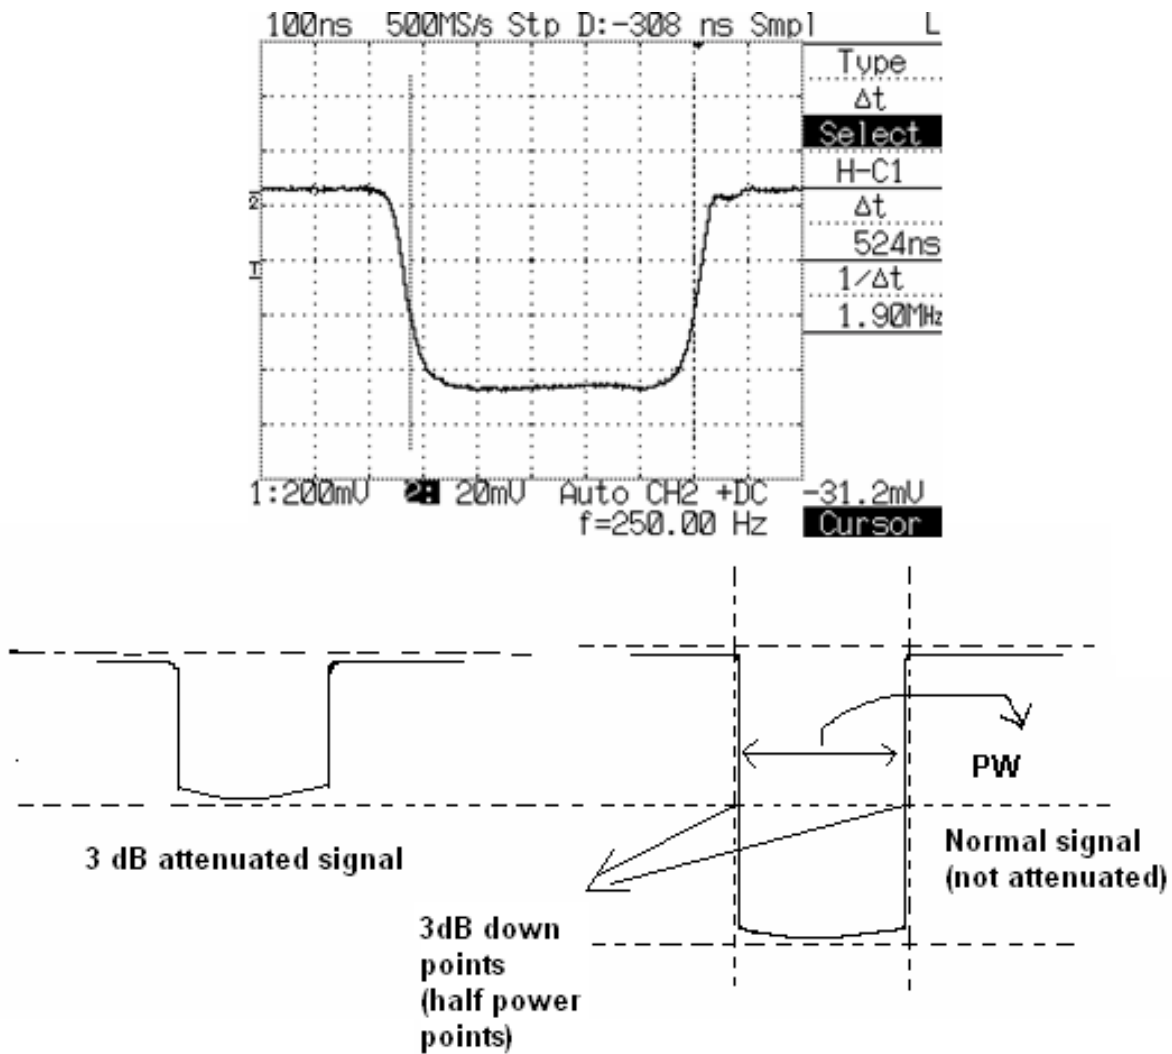 100ns 500MS/s Stp D:-308 ns Smpl L
Type
Δt
Select
H-C1
Δt
524ns
1/Δt
1.90MHz
2
T
1:200mV 2: 20mV Auto CH2 +DC -31.2mV
f=250.00 Hz Cursor
PW
3 dB attenuated signal
Normal signal
(not attenuated)
3dB down
points
(half power
points)